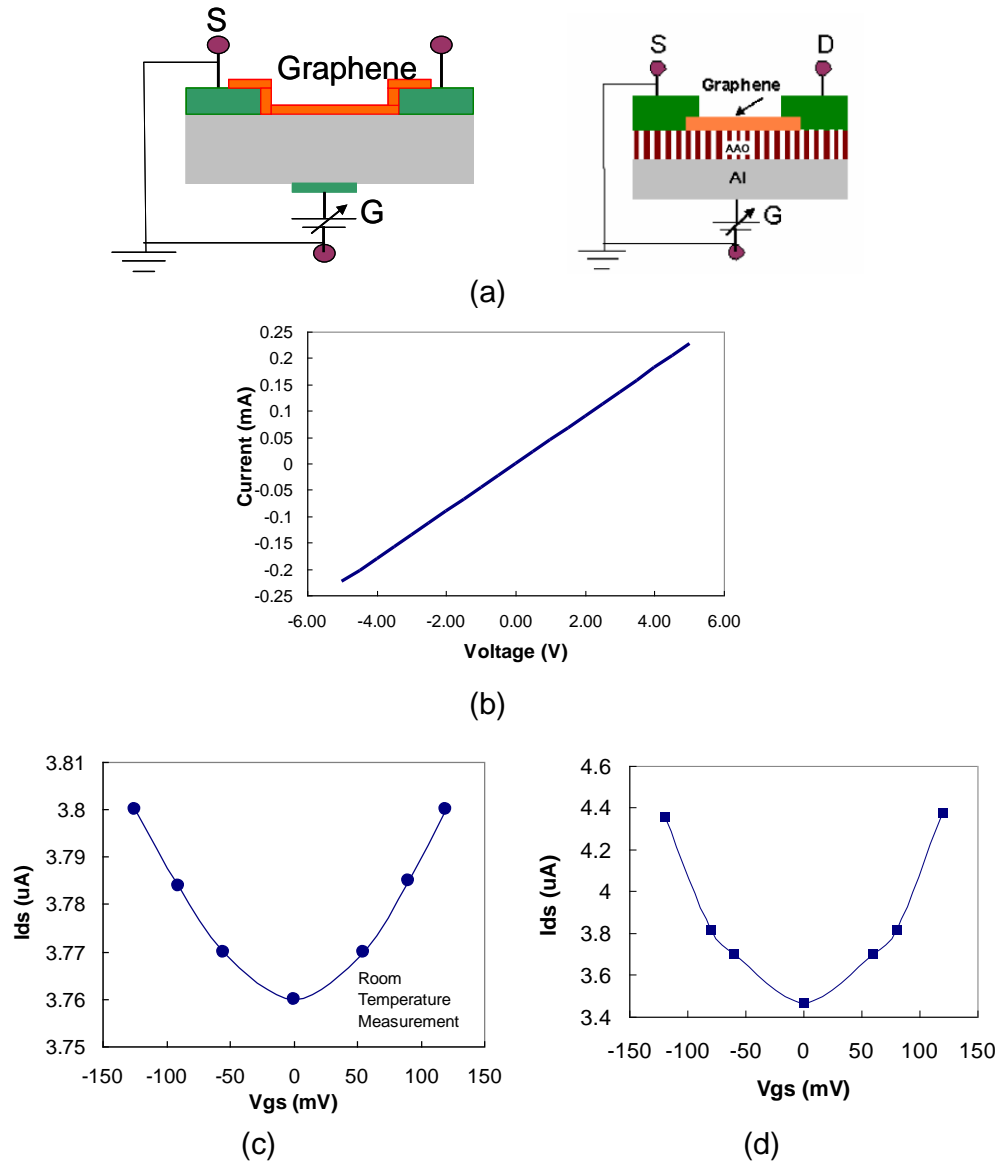 S
Graphene
G
S
D
Graphene
AAO
Al
G
(a)
0.25
0.2
0.15
0.1
0.05
0
-0.05
-0.1
-0.15
-0.2
-0.25
Current (mA)
-6.00 -4.00 -2.00 0.00 2.00 4.00 6.00
Voltage (V)
(b)
3.81
3.8
3.79
3.78
3.77
3.76
3.75
Ids (uA)
Room
Temperature
Measurement
-150 -100 -50 0 50 100 150
Vgs (mV)
(c)
4.6
4.4
4.2
4
3.8
3.6
3.4
Ids (uA)
-150 -100 -50 0 50 100 150
Vgs (mV)
(d)